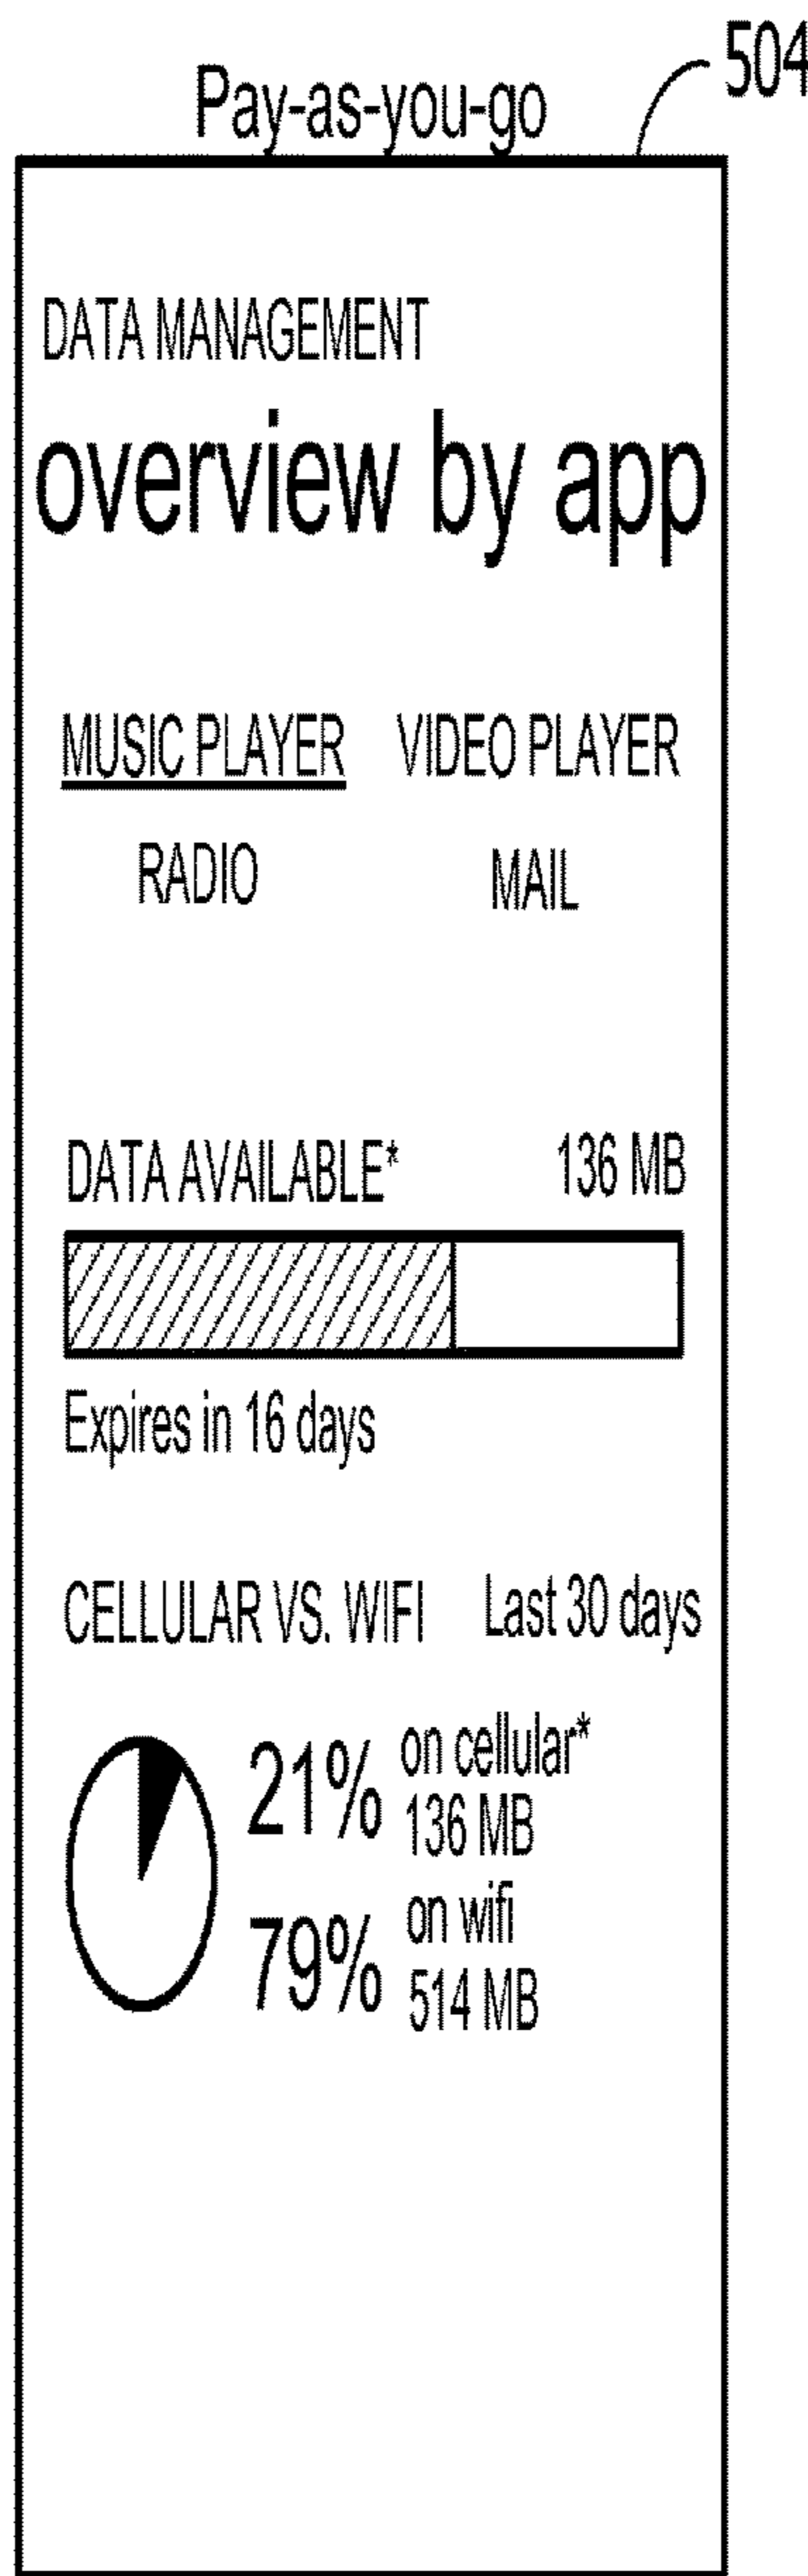 504
Pay-as-you-go
DATA MANAGEMENT
overview by app
MUSIC PLAYER VIDEO PLAYER
RADIO MAIL
DATA AVAILABLE* 136 MB
Expires in 16 days
CELLULAR VS. WIFI Last 30 days
21% on cellular*
136 MB
79% on wifi
514 MB